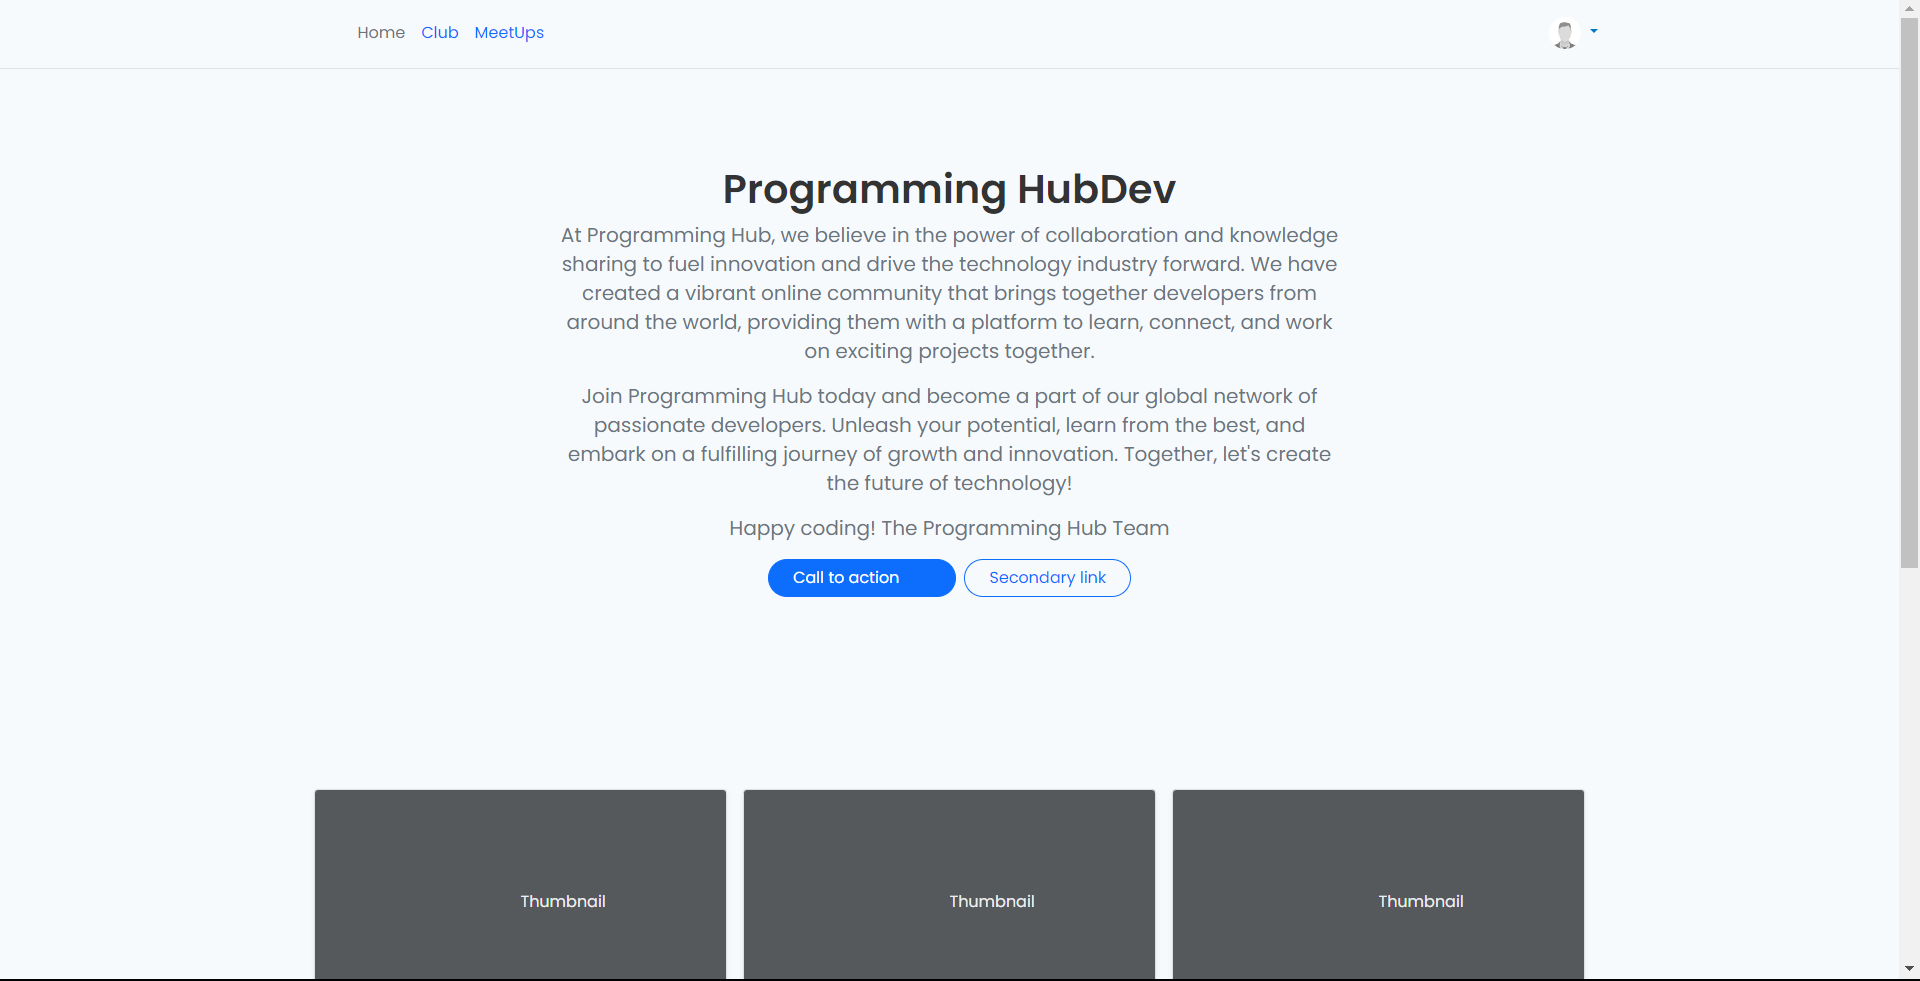 Home Club MeetUps
Programming HubDev
At Programming Hub, we believe in the power of collaboration and knowledge
sharing to fuel innovation and drive the technology industry forward. We have
created a vibrant online community that brings together developers from
around the world, providing them with a platform to learn, connect, and work
on exciting projects together.
Join Programming Hub today and become a part of our global network of
passionate developers. Unleash your potential, learn from the best, and
embark on a fulfilling journey of growth and innovation. Together, let's create
the future of technology!
Happy coding! The Programming Hub Team
Call to action Secondary link
Thumbnail Thumbnail Thumbnail